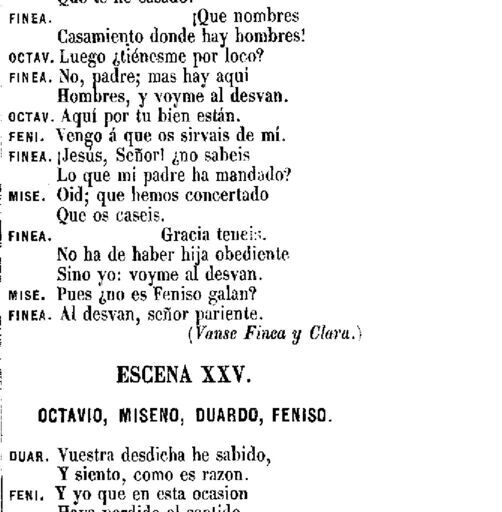 Que te he casado?
FINEA. ¡Que nombres
Casamiento donde hay hombres!
OCTAV. Luego ¿tiénesme por loco?
FINEA. No, padre; mas hay aqui
Hombres, y voyme al desvan.
OCTAV. Aquí por tu bien están.
FENI. Vengo á que os sirvais de mí.
FINEA. ¡Jesús, Señor! ¿no sabeis
Lo que mi padre ha mandado?
MISE. Oid; que hemos concertado
Que os caseis.
FINEA. Gracia teneis.
No ha de haber hija obediente
Sino yo: voyme al desvan.
MISE. Pues ¿no es Feniso galan?
FINEA. Al desvan, señor pariente.
(Vanse Finea y Clara.)
ESCENA XXV.
OCTAVIO, MISENO, DUARDO, FENISO.
DUAR. Vuestra desdicha he sabido,
Y siento, como es razon.
FENI. Y yo que en esta ocasion